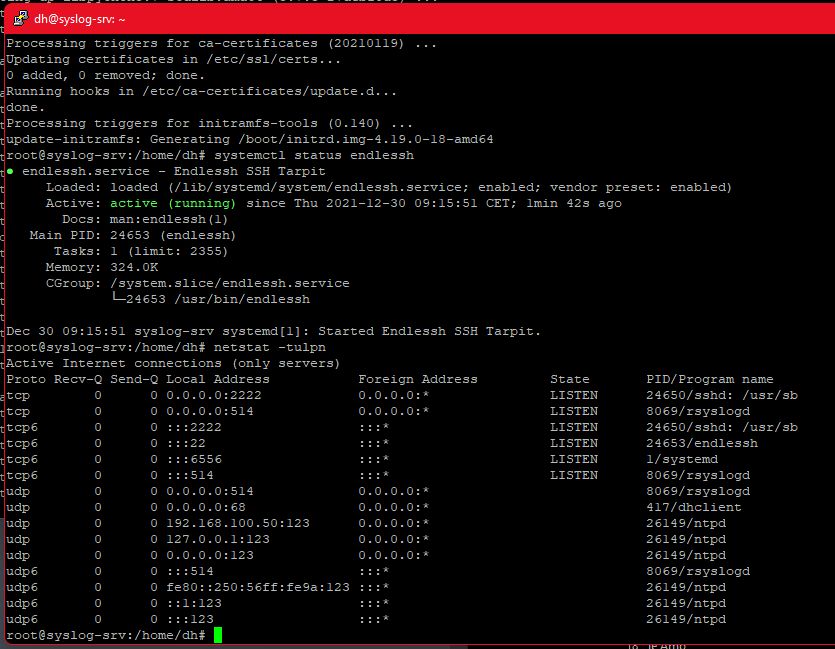 dh@syslog-srv: ~
Processing triggers for ca-certificates (20210119) ...
Updating certificates in /etc/ssl/certs...
0 added, 0 removed; done.
Running hooks in /etc/ca-certificates/update.d...
done.
Processing triggers for initramfs-tools (0.140) ...
update-initramfs: Generating /boot/initrd.img-4.19.0-18-amd64
root@syslog-srv:/home/dh# systemctl status endlessh
● endlessh.service - Endlessh SSH Tarpit
Loaded: loaded (/lib/systemd/system/endlessh.service; enabled; vendor preset: enabled)
Active: active (running) since Thu 2021-12-30 09:15:51 CET; 1min 42s ago
Docs: man:endlessh(1)
Main PID: 24653 (endlessh)
Tasks: 1 (limit: 2355)
Memory: 324.0K
CGroup: /system.slice/endlessh.service
└─24653 /usr/bin/endlessh
Dec 30 09:15:51 syslog-srv systemd[1]: Started Endlessh SSH Tarpit.
root@syslog-srv:/home/dh# netstat -tulpn
Active Internet connections (only servers)
Proto Recv-Q Send-Q Local Address Foreign Address State PID/Program name
tcp 0 0 0.0.0.0:2222 0.0.0.0:* LISTEN 24650/sshd: /usr/sb
tcp 0 0 0.0.0.0:514 0.0.0.0:* LISTEN 8069/rsyslogd
tcp6 0 0 :::2222 :::* LISTEN 24650/sshd: /usr/sb
tcp6 0 0 :::22 :::* LISTEN 24653/endlessh
tcp6 0 0 :::6556 :::* LISTEN 1/systemd
tcp6 0 0 :::514 :::* LISTEN 8069/rsyslogd
udp 0 0 0.0.0.0:514 0.0.0.0:* 8069/rsyslogd
udp 0 0 0.0.0.0:68 0.0.0.0:* 417/dhclient
udp 0 0 192.168.100.50:123 0.0.0.0:* 26149/ntpd
udp 0 0 127.0.0.1:123 0.0.0.0:* 26149/ntpd
udp 0 0 0.0.0.0:123 0.0.0.0:* 26149/ntpd
udp6 0 0 :::514 :::* 8069/rsyslogd
udp6 0 0 fe80::250:56ff:fe9a:123 :::* 26149/ntpd
udp6 0 0 ::1:123 :::* 26149/ntpd
udp6 0 0 :::123 :::* 26149/ntpd
root@syslog-srv:/home/dh#